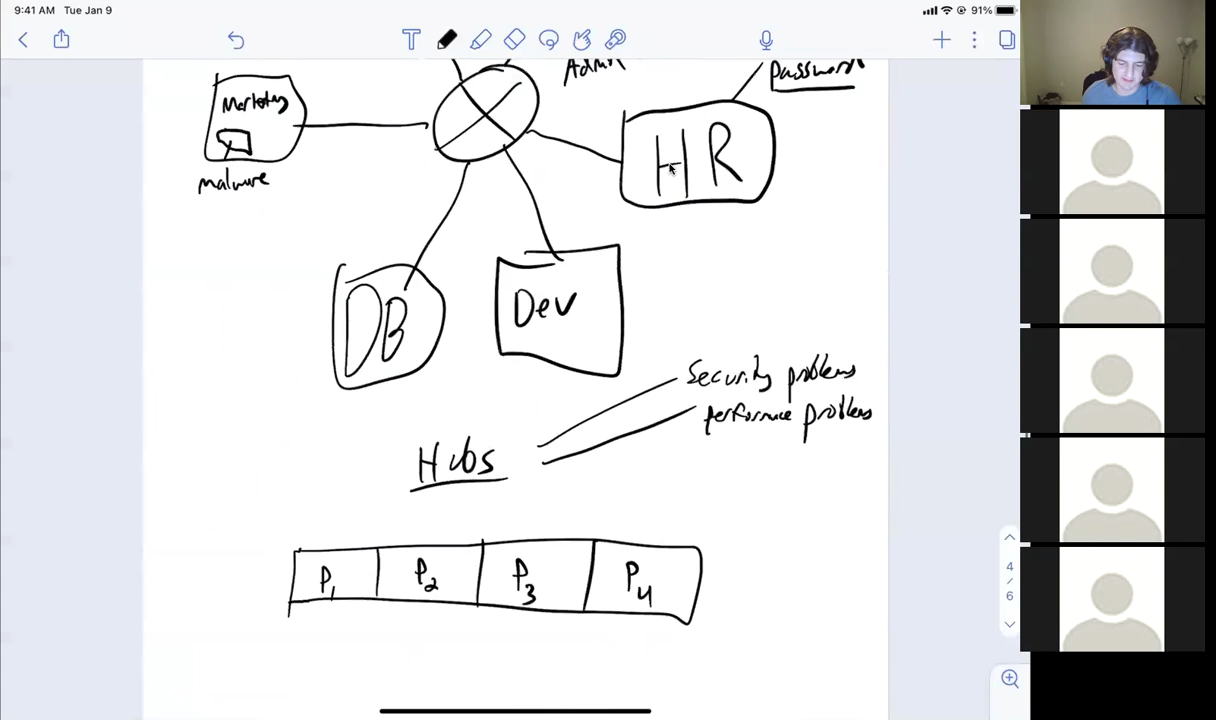 9:41 AM Tue Jan 9
91%
T
Admin
password
Marketing
HR
malware
DB
Dev
Security problems
performance problems
Hubs
P1 P2 P3 P4
4
/
6